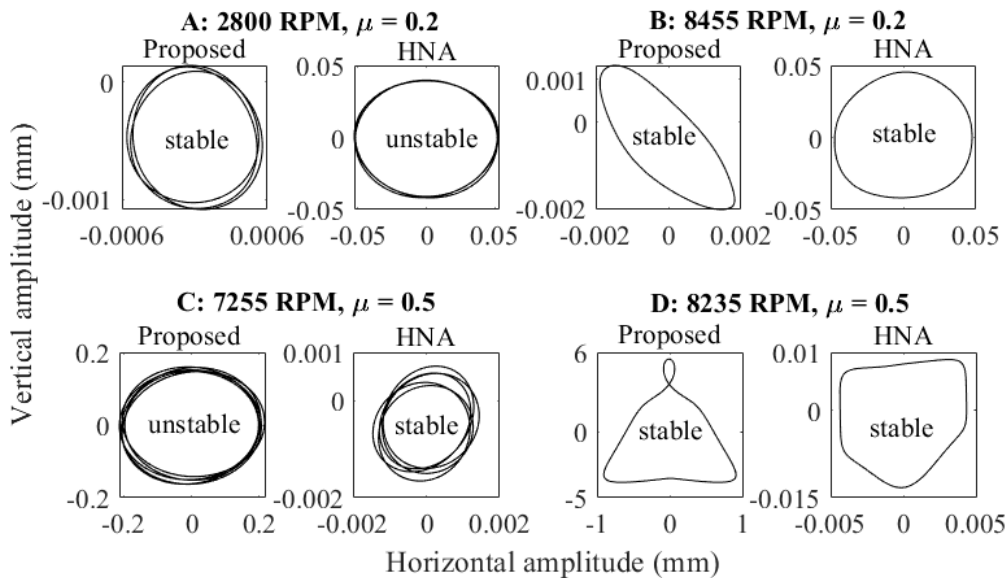 A: 2800 RPM, μ = 0.2
B: 8455 RPM, μ = 0.2
Proposed
HNA
Proposed
HNA
0
-0.001
stable
-0.0006
0.0006
0.05
0
-0.05
unstable
-0.05
0
0.05
0.001
0
-0.002
stable
-0.002
0
0.002
0.05
0
-0.05
stable
-0.05
0
0.05
Vertical amplitude (mm)
C: 7255 RPM, μ = 0.5
D: 8235 RPM, μ = 0.5
Proposed
HNA
Proposed
HNA
0.2
0
-0.2
unstable
-0.2
0
0.2
0.001
0
-0.002
stable
-0.002
0
0.002
6
0
-5
stable
-1
0
1
0.01
0
-0.015
stable
-0.005
0
0.005
Horizontal amplitude (mm)